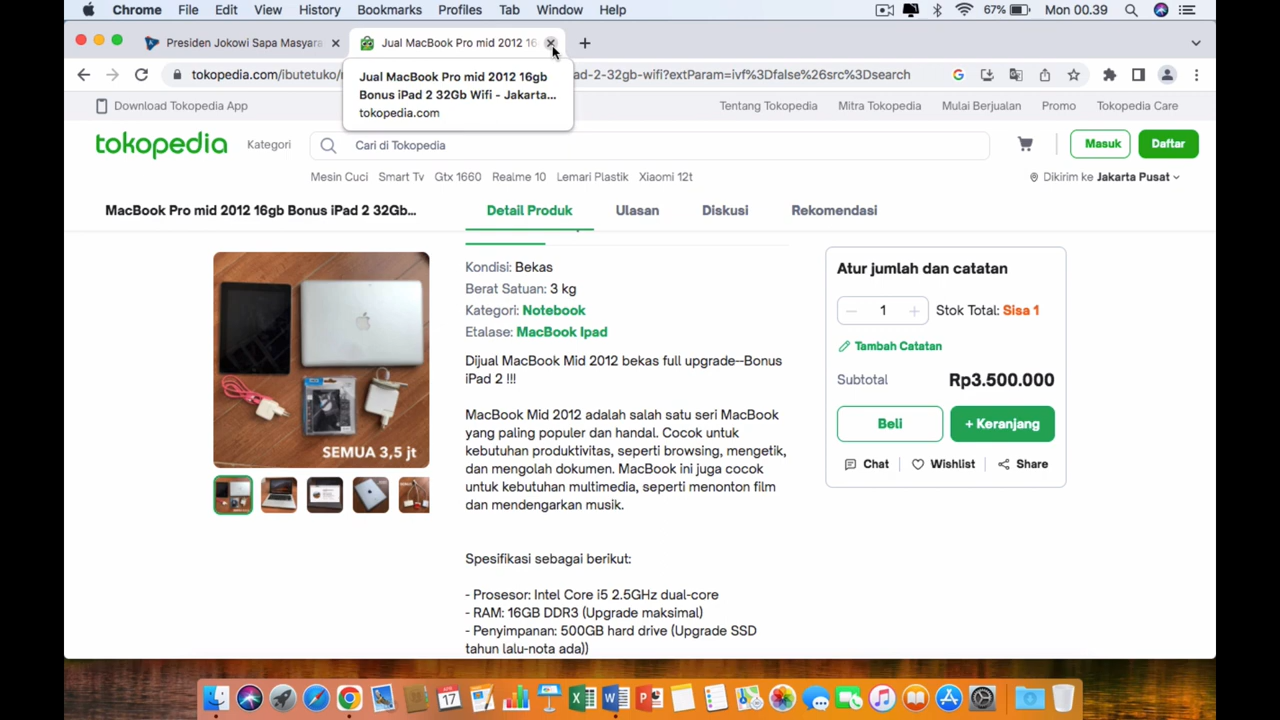 Chrome File Edit View History Bookmarks Profiles Tab Window Help 67% Mon 00.39
Presiden Jokowi Sapa Masyara
Jual MacBook Pro mid 2012 16
tokopedia.com/ibutetuko/
ad-2-32gb-wifi?extParam=ivf%3Dfalse%26src%3Dsearch
Jual MacBook Pro mid 2012 16gb
Bonus iPad 2 32Gb Wifi - Jakarta...
tokopedia.com
Download Tokopedia App
Tentang Tokopedia Mitra Tokopedia Mulai Berjualan Promo Tokopedia Care
tokopedia Kategori Cari di Tokopedia Masuk Daftar
Mesin Cuci Smart Tv Gtx 1660 Realme 10 Lemari Plastik Xiaomi 12t
Dikirim ke Jakarta Pusat
MacBook Pro mid 2012 16gb Bonus iPad 2 32Gb...
Detail Produk Ulasan Diskusi Rekomendasi
SEMUA 3,5 jt
Kondisi: Bekas
Berat Satuan: 3 kg
Kategori: Notebook
Etalase: MacBook Ipad
Dijual MacBook Mid 2012 bekas full upgrade--Bonus
iPad 2 !!!
MacBook Mid 2012 adalah salah satu seri MacBook
yang paling populer dan handal. Cocok untuk
kebutuhan produktivitas, seperti browsing, mengetik,
dan mengolah dokumen. MacBook ini juga cocok
untuk kebutuhan multimedia, seperti menonton film
dan mendengarkan musik.
Spesifikasi sebagai berikut:
- Prosesor: Intel Core i5 2.5GHz dual-core
- RAM: 16GB DDR3 (Upgrade maksimal)
- Penyimpanan: 500GB hard drive (Upgrade SSD
tahun lalu-nota ada))
Atur jumlah dan catatan
1 Stok Total: Sisa 1
Tambah Catatan
Subtotal Rp3.500.000
Beli + Keranjang
Chat Wishlist Share
17